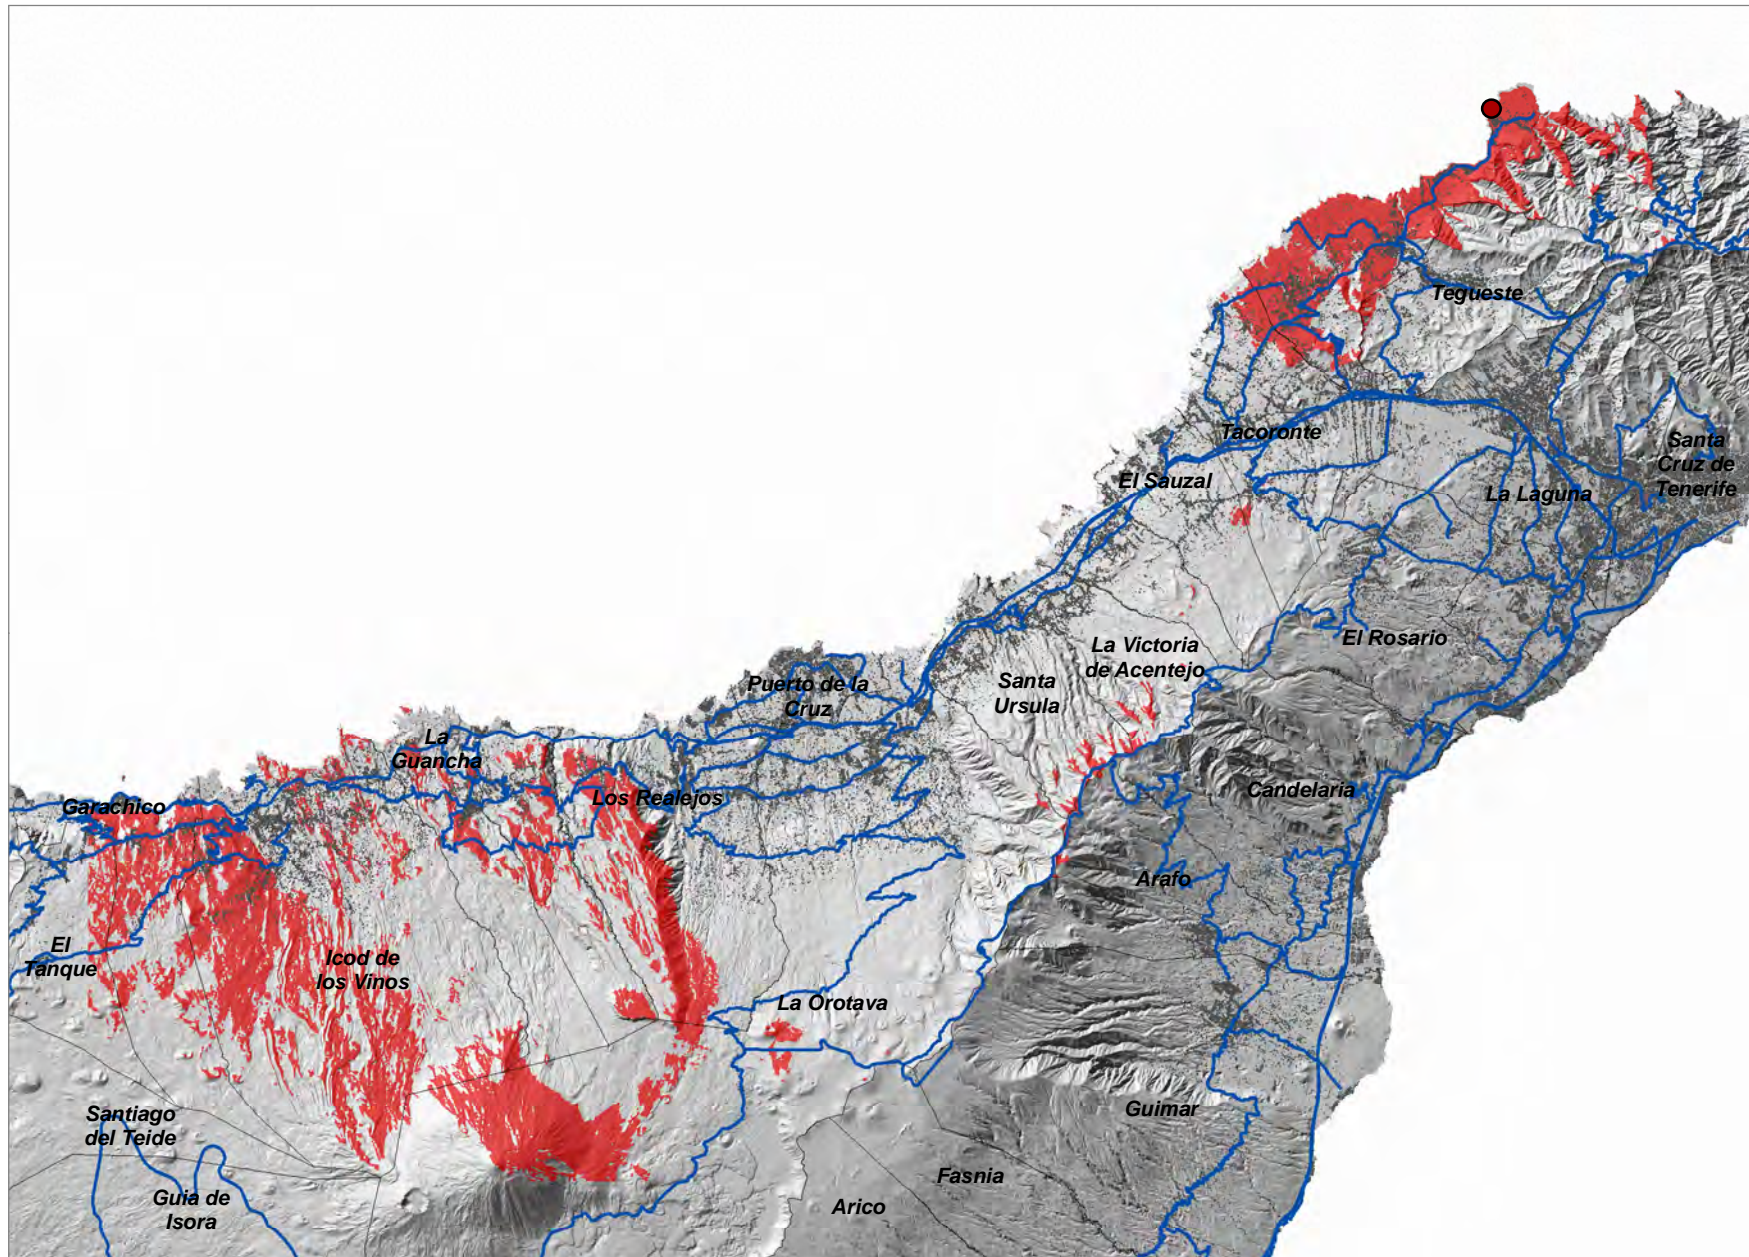 Tegueste
Tacoronte
Santa
Cruz de
Tenerife
El Sauzal
La Laguna
El Rosario
La Victoria
de Acentejo
Santa
Ursula
Puerto de la
Cruz
La
Guancha
Los Realejos
Garachico
Candelaria
Arafo
El
Tanque
Icod de
los Vinos
La Orotava
Santiago
del Teide
Guimar
Fasnia
Guia de
Isora
Arico